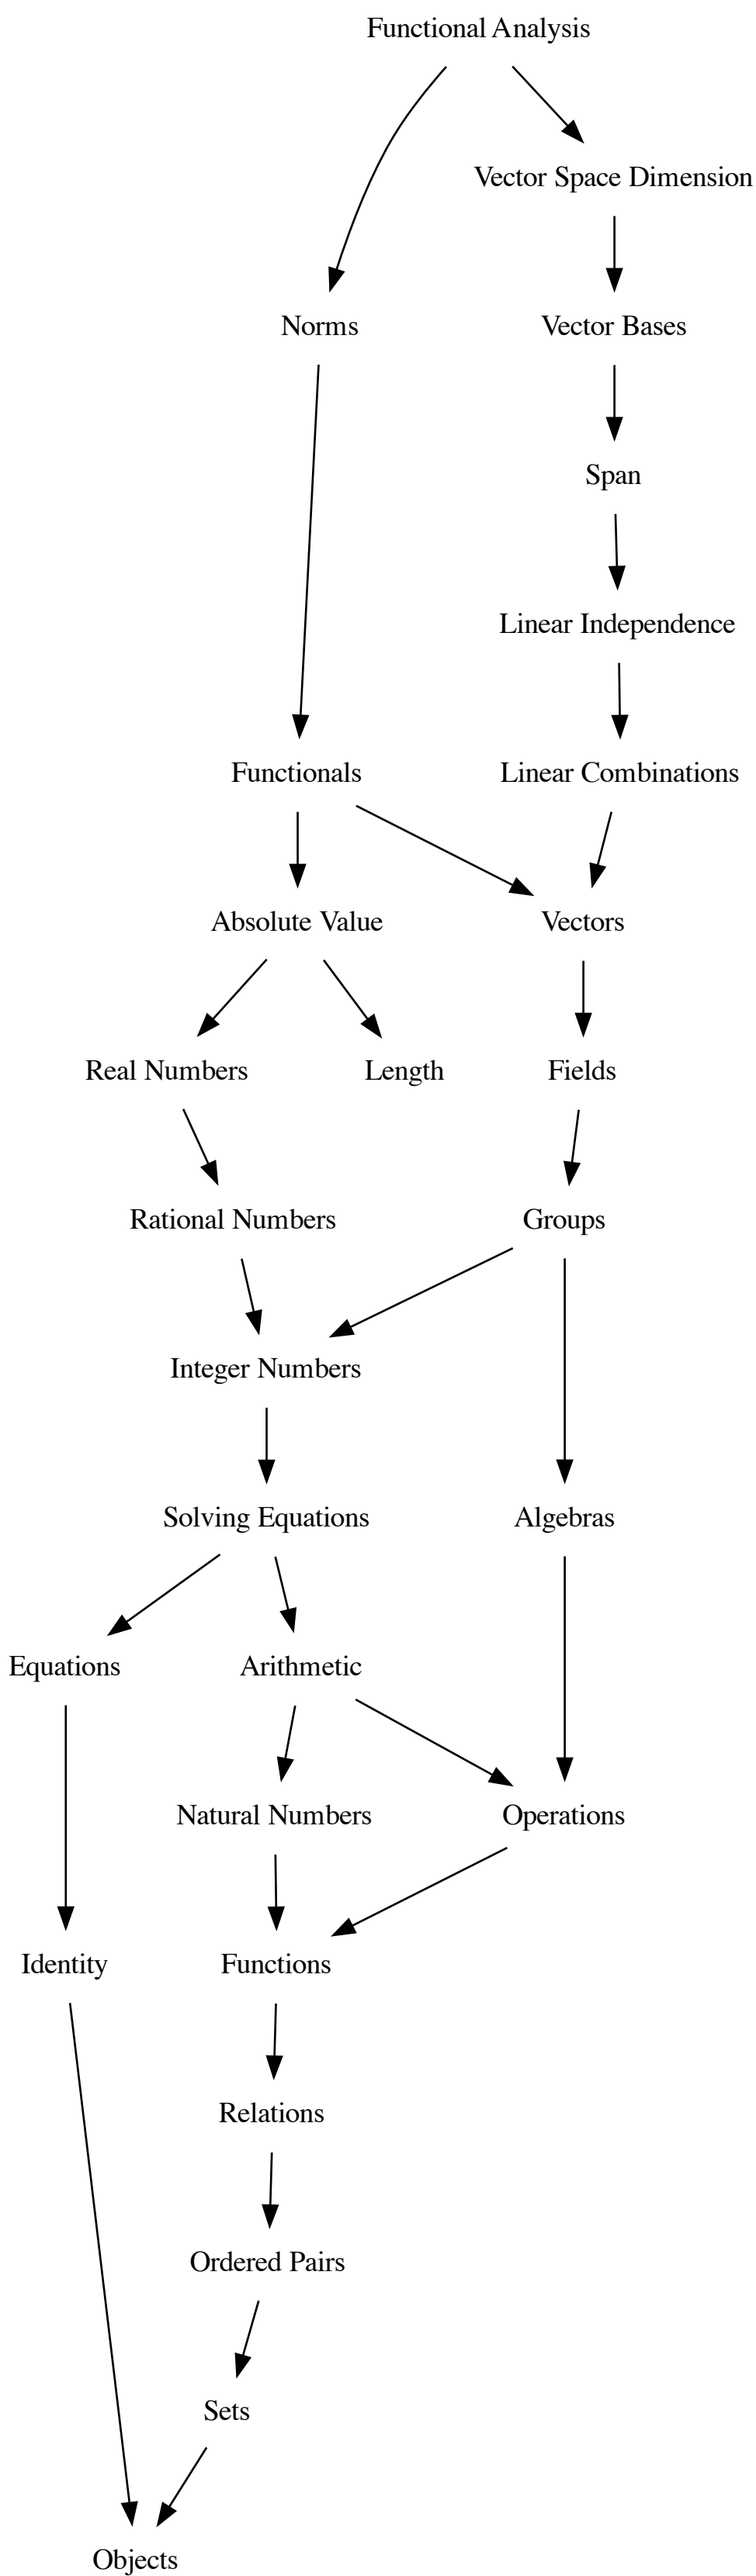 Functional Analysis
Vector Space Dimension
Norms
Vector Bases
Span
Linear Independence
Functionals
Linear Combinations
Absolute Value
Vectors
Real Numbers
Length
Fields
Rational Numbers
Groups
Integer Numbers
Solving Equations
Algebras
Equations
Arithmetic
Natural Numbers
Operations
Identity
Functions
Relations
Ordered Pairs
Sets
Objects